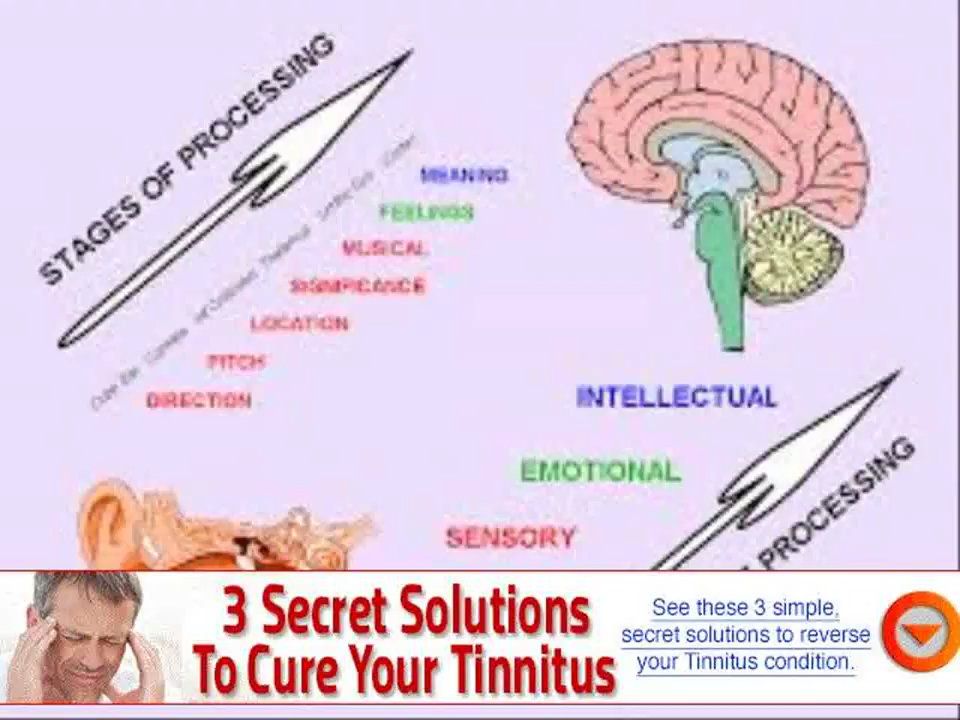 STAGES OF PROCESSING
MEANING
FEELINGS
MUSICAL
SIGNIFICANCE
LOCATION
PITCH
DIRECTION
INTELLECTUAL
EMOTIONAL
SENSORY
PROCESSING
3 Secret Solutions
To Cure Your Tinnitus
See these 3 simple,
secret solutions to reverse
your Tinnitus condition.